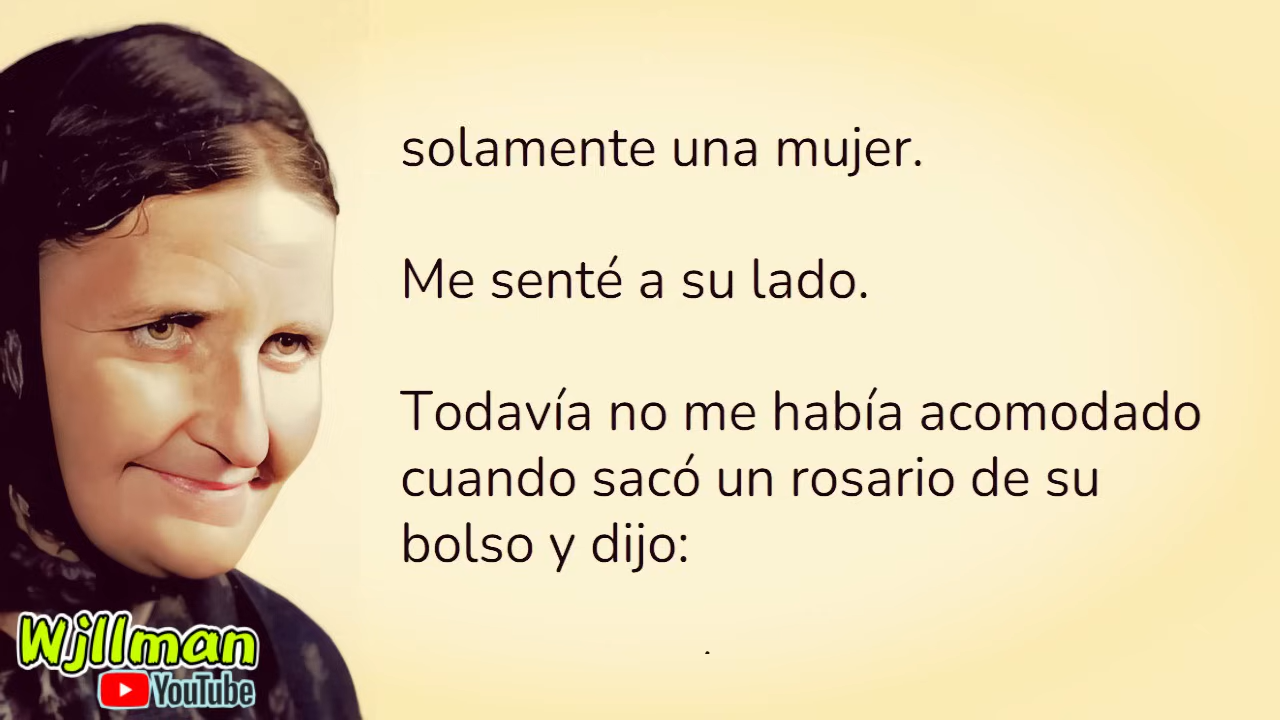 solamente una mujer.
Me senté a su lado.
Todavía no me había acomodado
cuando sacó un rosario de su
bolso y dijo:
Wjllman
YouTube